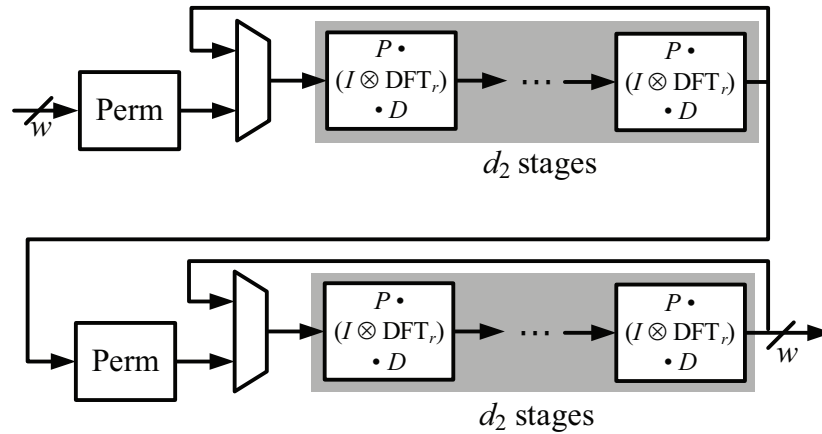 P • P •
Perm (I ⊗ DFTᵣ) ··· (I ⊗ DFTᵣ)
w • D • D
d₂ stages
P • P •
Perm (I ⊗ DFTᵣ) ··· (I ⊗ DFTᵣ)
• D • D w
d₂ stages